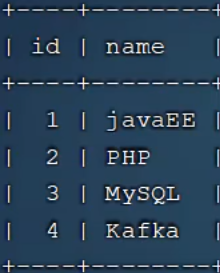 +----+--------+
| id | name |
+----+--------+
| 1 | javaEE |
| 2 | PHP |
| 3 | MySQL |
| 4 | Kafka |
+----+--------+